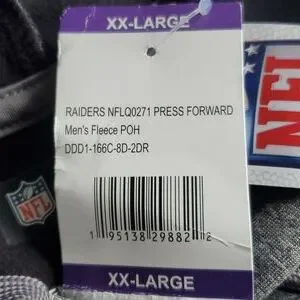 XX-LARGE
RAIDERS NFLQ0271 PRESS FORWARD
Men's Fleece POH
DDD1-166C-8D-2DR
1 95138 29882 2
XX-LARGE
NFL
NFL